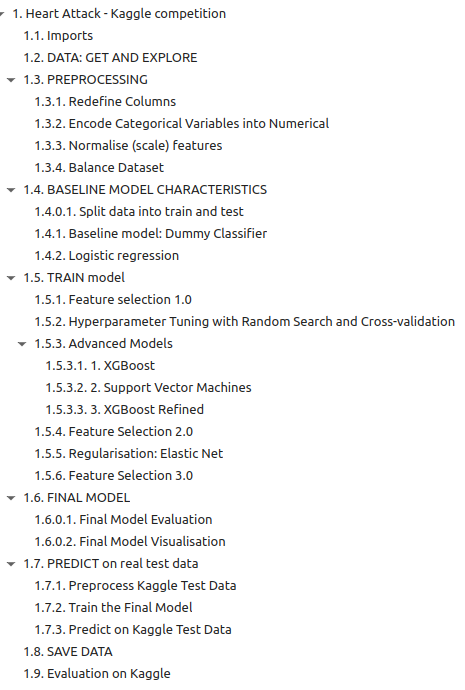 1. Heart Attack - Kaggle competition
1.1. Imports
1.2. DATA: GET AND EXPLORE
1.3. PREPROCESSING
1.3.1. Redefine Columns
1.3.2. Encode Categorical Variables into Numerical
1.3.3. Normalise (scale) features
1.3.4. Balance Dataset
1.4. BASELINE MODEL CHARACTERISTICS
1.4.0.1. Split data into train and test
1.4.1. Baseline model: Dummy Classifier
1.4.2. Logistic regression
1.5. TRAIN model
1.5.1. Feature selection 1.0
1.5.2. Hyperparameter Tuning with Random Search and Cross-validation
1.5.3. Advanced Models
1.5.3.1. 1. XGBoost
1.5.3.2. 2. Support Vector Machines
1.5.3.3. 3. XGBoost Refined
1.5.4. Feature Selection 2.0
1.5.5. Regularisation: Elastic Net
1.5.6. Feature Selection 3.0
1.6. FINAL MODEL
1.6.0.1. Final Model Evaluation
1.6.0.2. Final Model Visualisation
1.7. PREDICT on real test data
1.7.1. Preprocess Kaggle Test Data
1.7.2. Train the Final Model
1.7.3. Predict on Kaggle Test Data
1.8. SAVE DATA
1.9. Evaluation on Kaggle